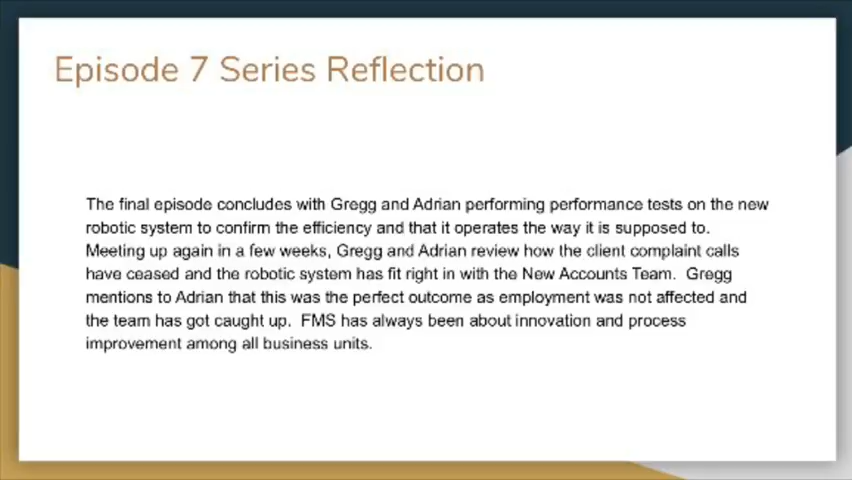 Episode 7 Series Reflection
The final episode concludes with Gregg and Adrian performing performance tests on the new
robotic system to confirm the efficiency and that it operates the way it is supposed to.
Meeting up again in a few weeks, Gregg and Adrian review how the client complaint calls
have ceased and the robotic system has fit right in with the New Accounts Team.  Gregg
mentions to Adrian that this was the perfect outcome as employment was not affected and
the team has got caught up.  FMS has always been about innovation and process
improvement among all business units.